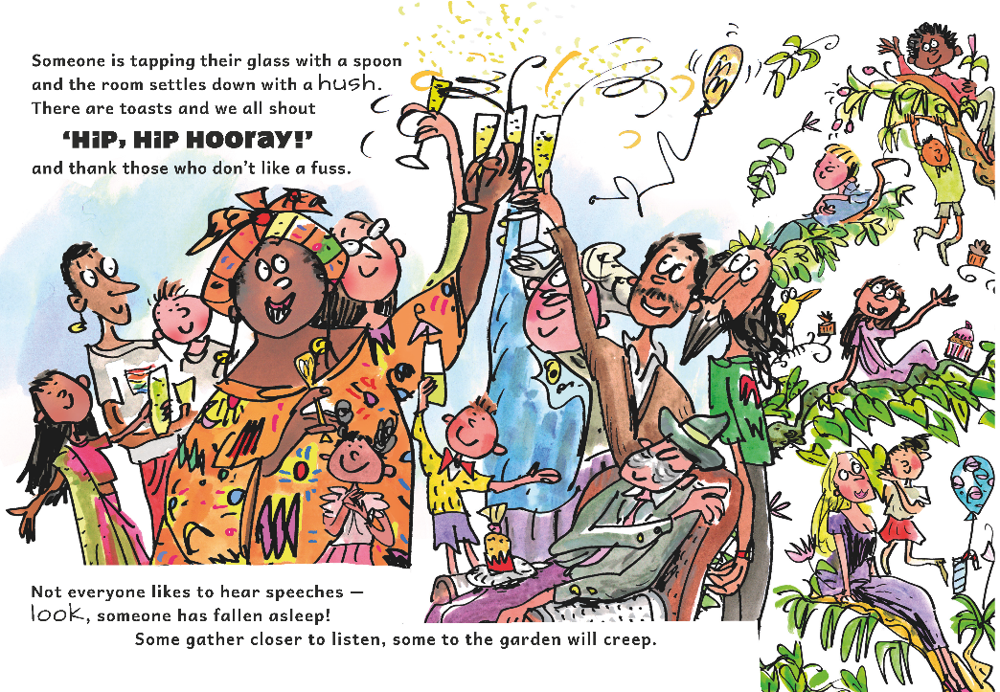 Someone is tapping their glass with a spoon
and the room settles down with a hush.
There are toasts and we all shout
‘HiP, HiP HOORAY!’
and thank those who don’t like a fuss.
Not everyone likes to hear speeches —
look, someone has fallen asleep!
Some gather closer to listen, some to the garden will creep.